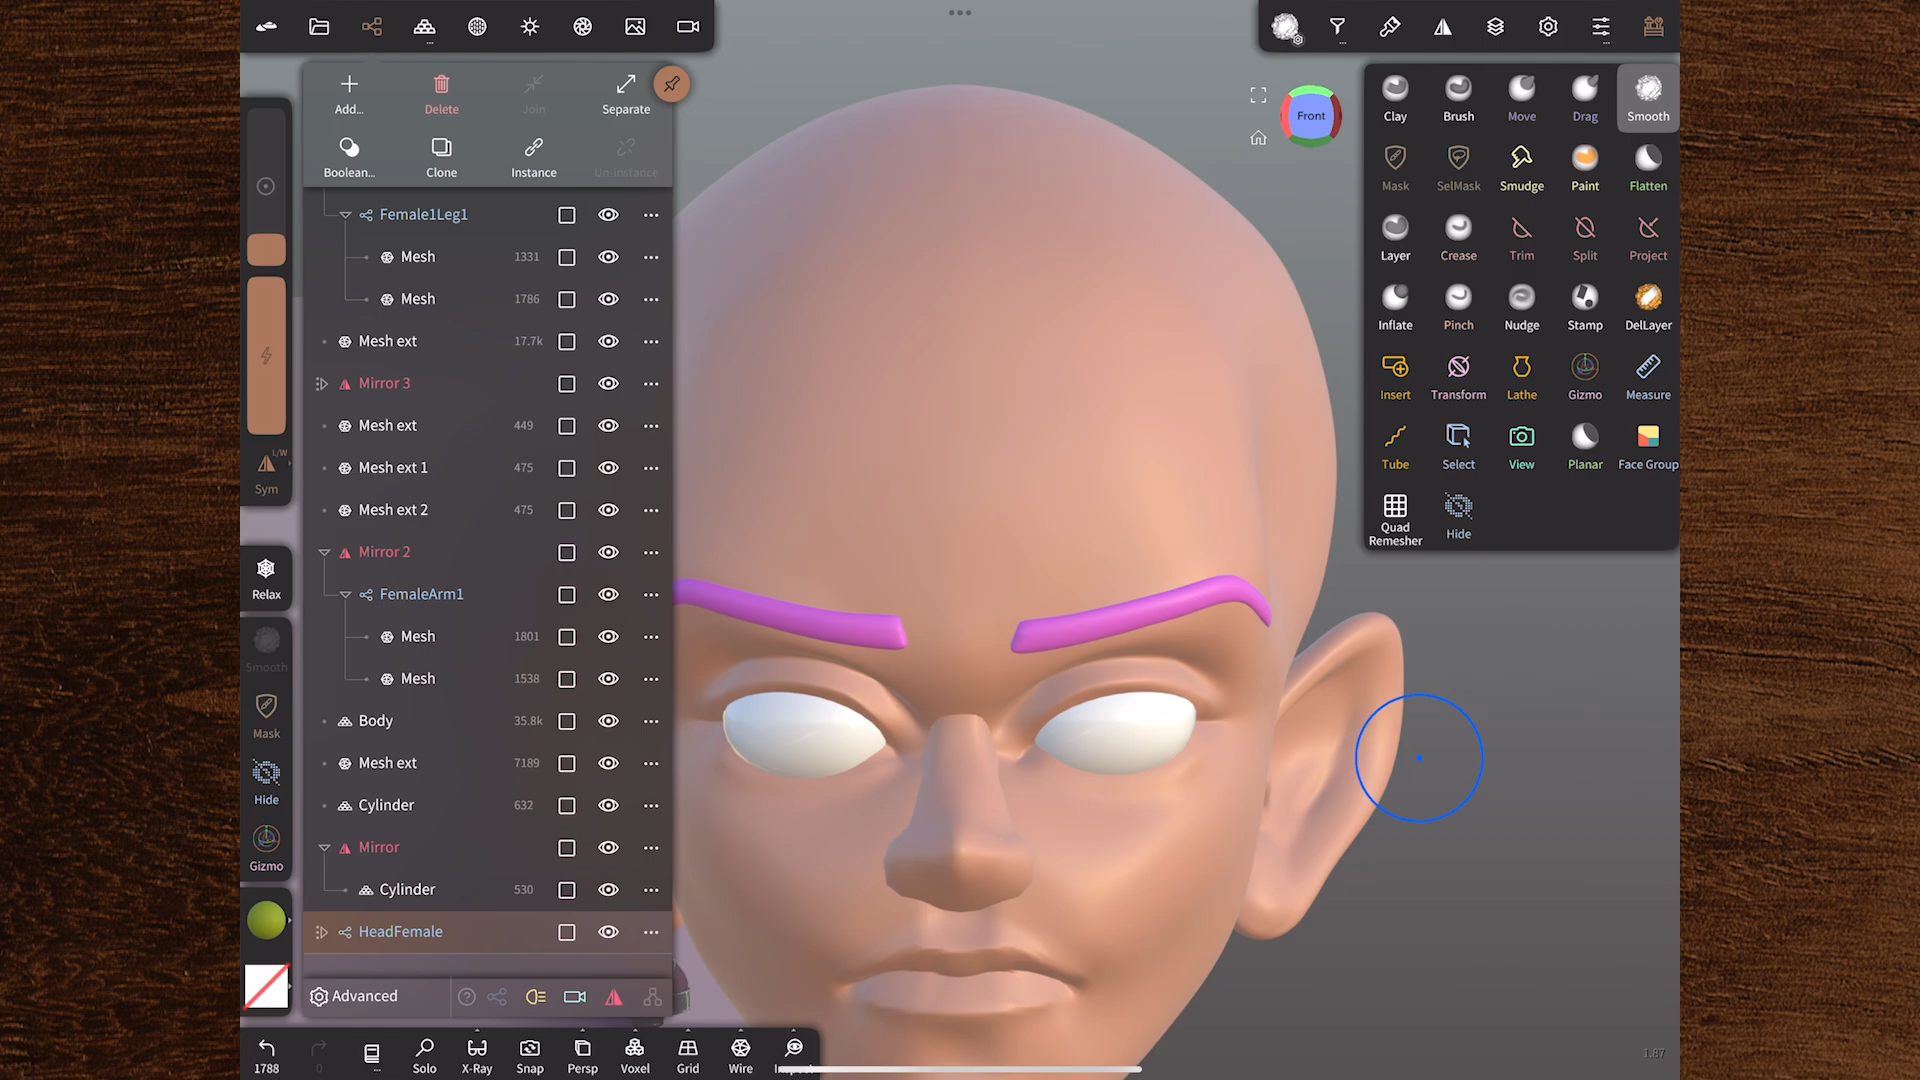 Add...
Delete
Join
Separate
Boolean...
Clone
Instance
Un-instance
Female1Leg1
Mesh 1331
Mesh 1786
Mesh ext 17.7k
Mirror 3
Mesh ext 449
Mesh ext 1 475
Mesh ext 2 475
Mirror 2
FemaleArm1
Mesh 1801
Mesh 1538
Body 35.8k
Mesh ext 7189
Cylinder 632
Mirror
Cylinder 530
HeadFemale
Advanced
L/W
Sym
Relax
Smooth
Mask
Hide
Gizmo
1788
0
Solo
X-Ray
Snap
Persp
Voxel
Grid
Wire
Front
Clay Brush Move Drag Smooth
Mask SelMask Smudge Paint Flatten
Layer Crease Trim Split Project
Inflate Pinch Nudge Stamp DelLayer
Insert Transform Lathe Gizmo Measure
Tube Select View Planar Face Group
Quad
Remesher
Hide
1.87